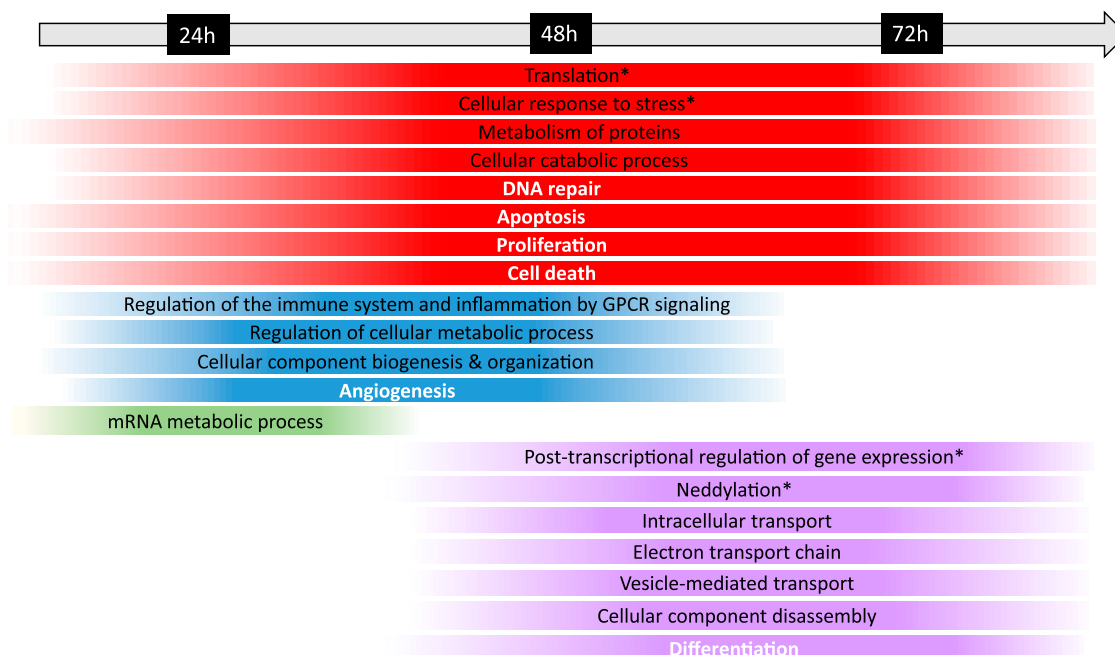 24h 48h 72h
Translation*
Cellular response to stress*
Metabolism of proteins
Cellular catabolic process
DNA repair
Apoptosis
Proliferation
Cell death
Regulation of the immune system and inflammation by GPCR signaling
Regulation of cellular metabolic process
Cellular component biogenesis & organization
Angiogenesis
mRNA metabolic process
Post-transcriptional regulation of gene expression*
Neddylation*
Intracellular transport
Electron transport chain
Vesicle-mediated transport
Cellular component disassembly
Differentiation